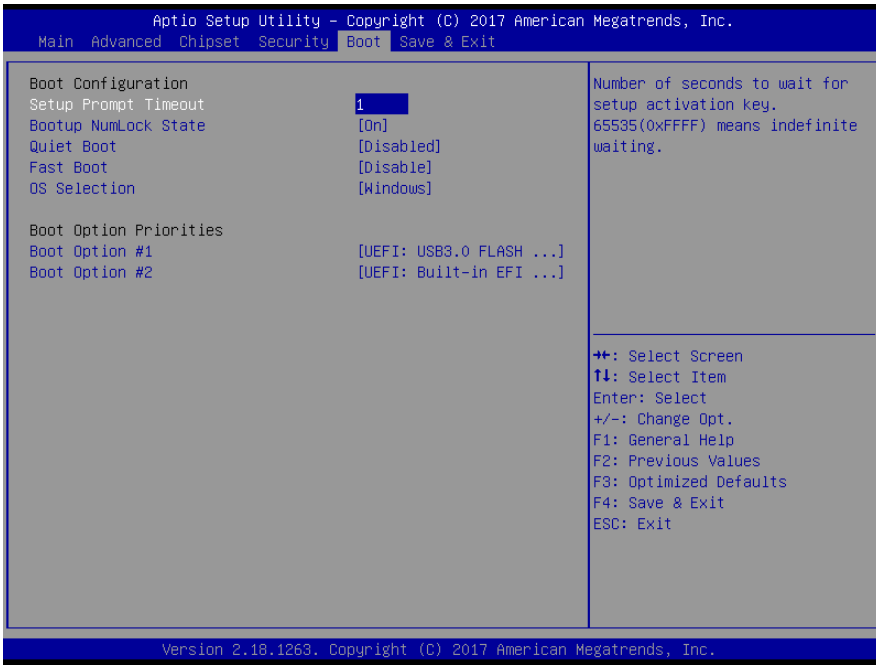 Aptio Setup Utility – Copyright (C) 2017 American Megatrends, Inc.
Main Advanced Chipset Security Boot Save & Exit
Boot Configuration
Setup Prompt Timeout 1
Bootup NumLock State [On]
Quiet Boot [Disabled]
Fast Boot [Disable]
OS Selection [Windows]
Boot Option Priorities
Boot Option #1 [UEFI: USB3.0 FLASH ...]
Boot Option #2 [UEFI: Built-in EFI ...]
Number of seconds to wait for
setup activation key.
65535(0xFFFF) means indefinite
waiting.
→←: Select Screen
↑↓: Select Item
Enter: Select
+/-: Change Opt.
F1: General Help
F2: Previous Values
F3: Optimized Defaults
F4: Save & Exit
ESC: Exit
Version 2.18.1263. Copyright (C) 2017 American Megatrends, Inc.